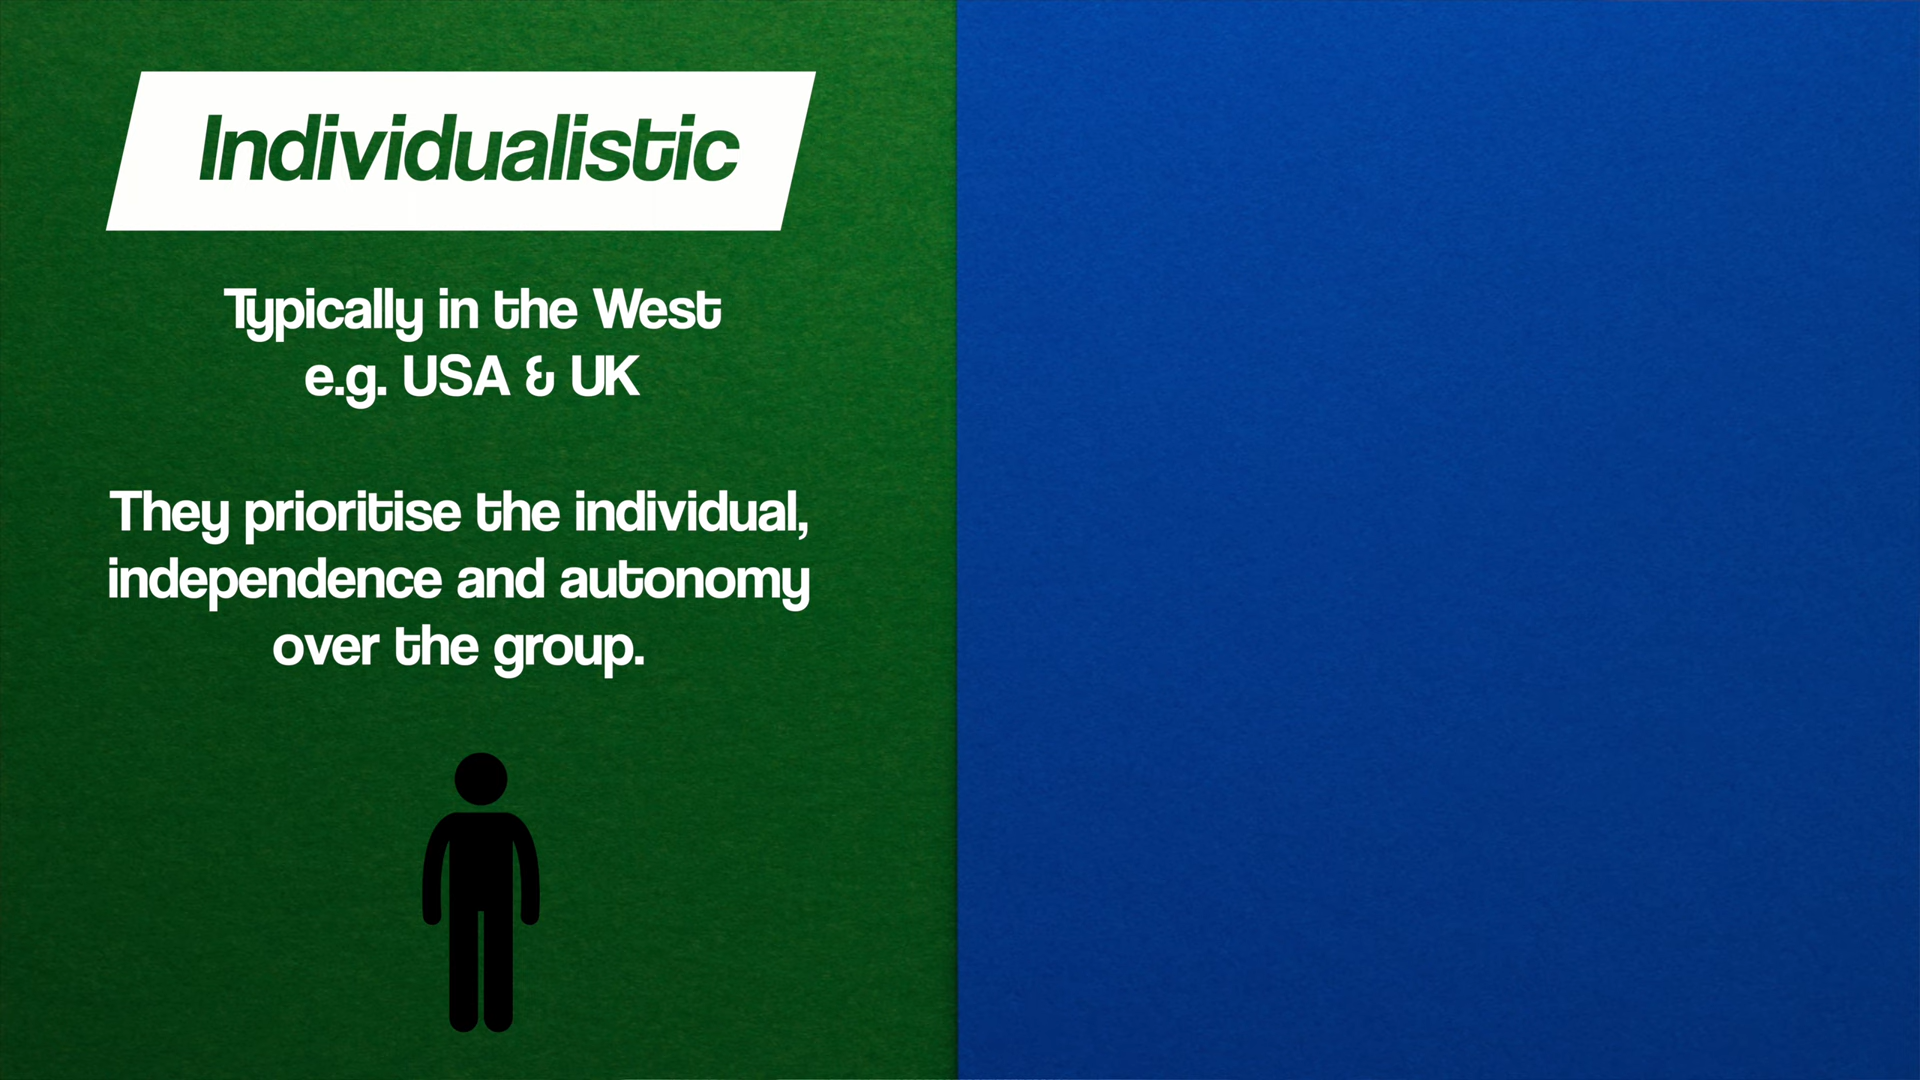 Individualistic
Typically in the West
e.g. USA & UK
They prioritise the individual,
independence and autonomy
over the group.